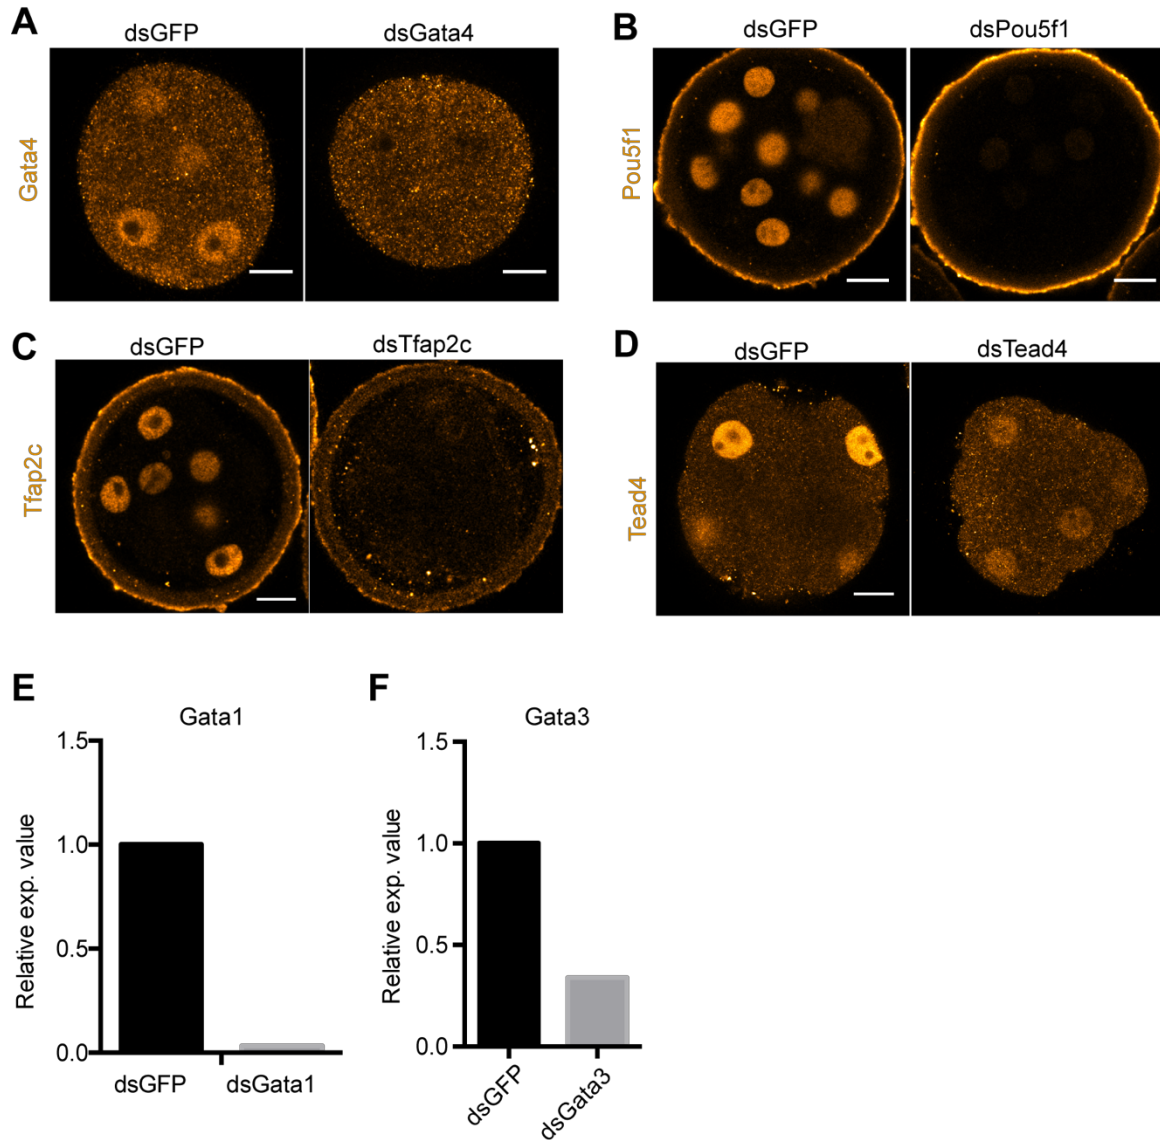 A
dsGFP
dsGata4
Gata4
B
dsGFP
dsPou5f1
Pou5f1
C
dsGFP
dsTfap2c
Tfap2c
D
dsGFP
dsTead4
Tead4
E
Gata1
Relative exp. value
1.5
1.0
0.5
0.0
dsGFP
dsGata1
F
Gata3
Relative exp. value
1.5
1.0
0.5
0.0
dsGFP
dsGata3